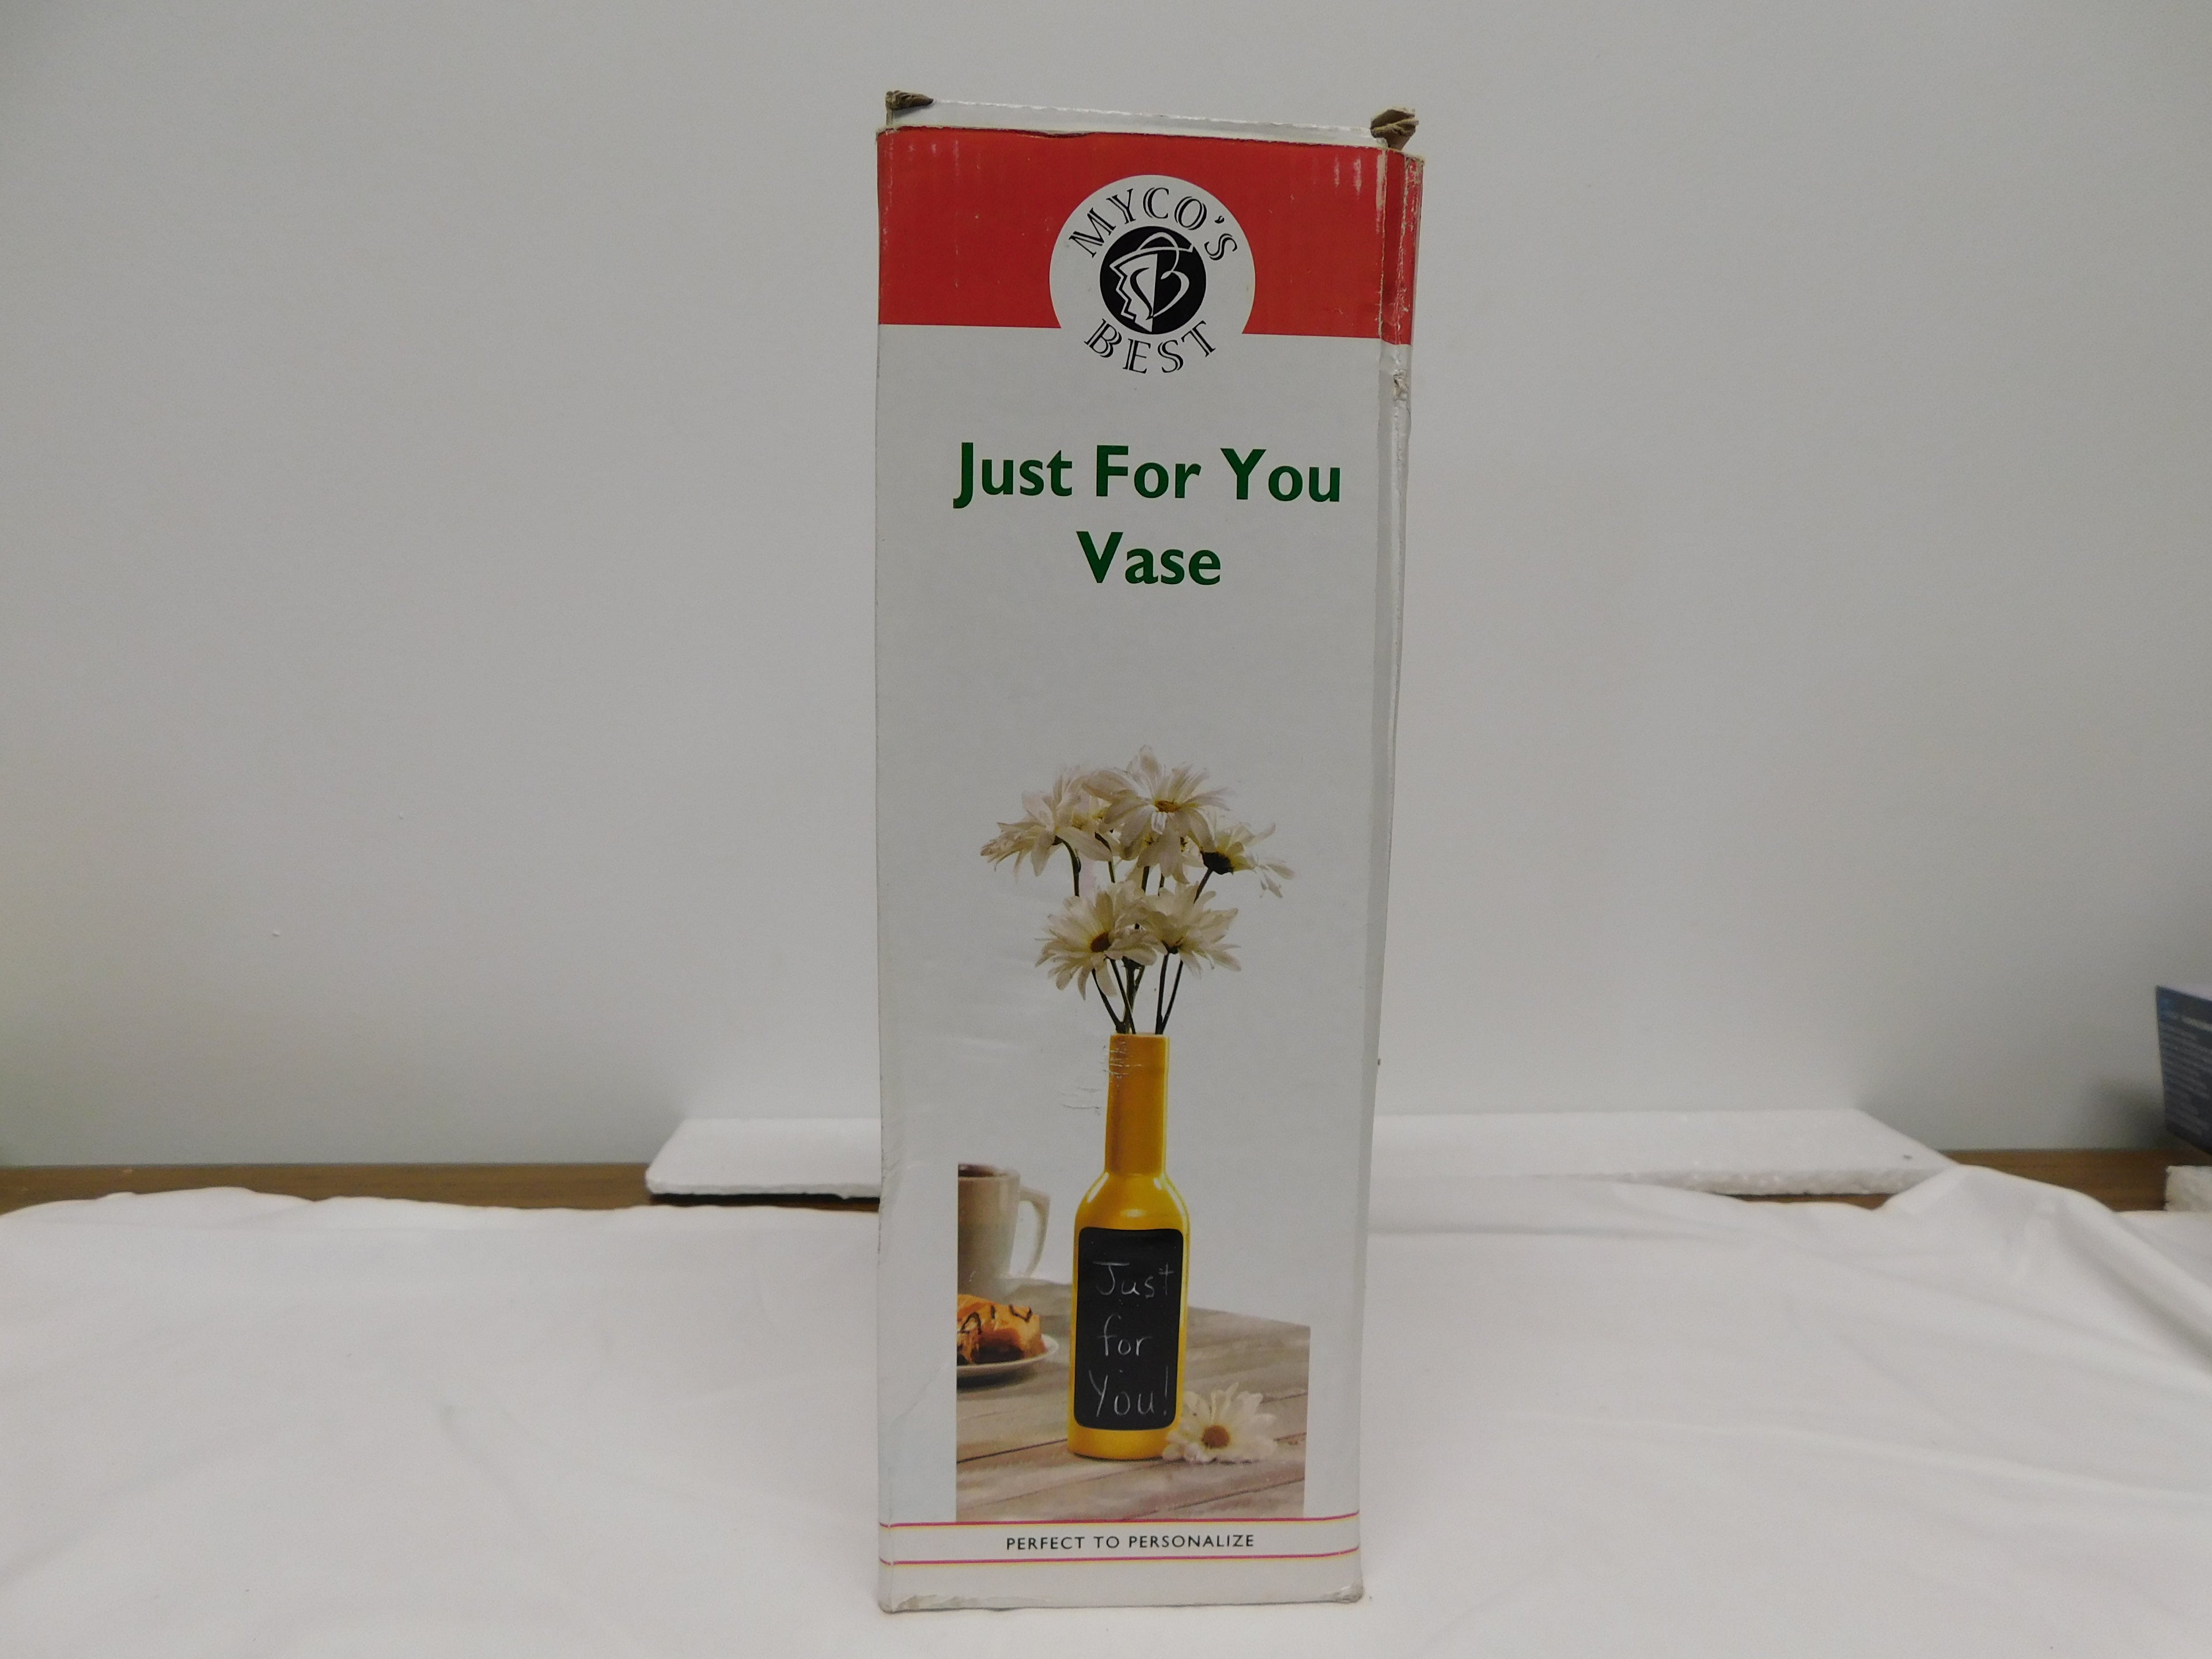 MYCO'S
BEST
Just For You
Vase
Just
for
You!
PERFECT TO PERSONALIZE